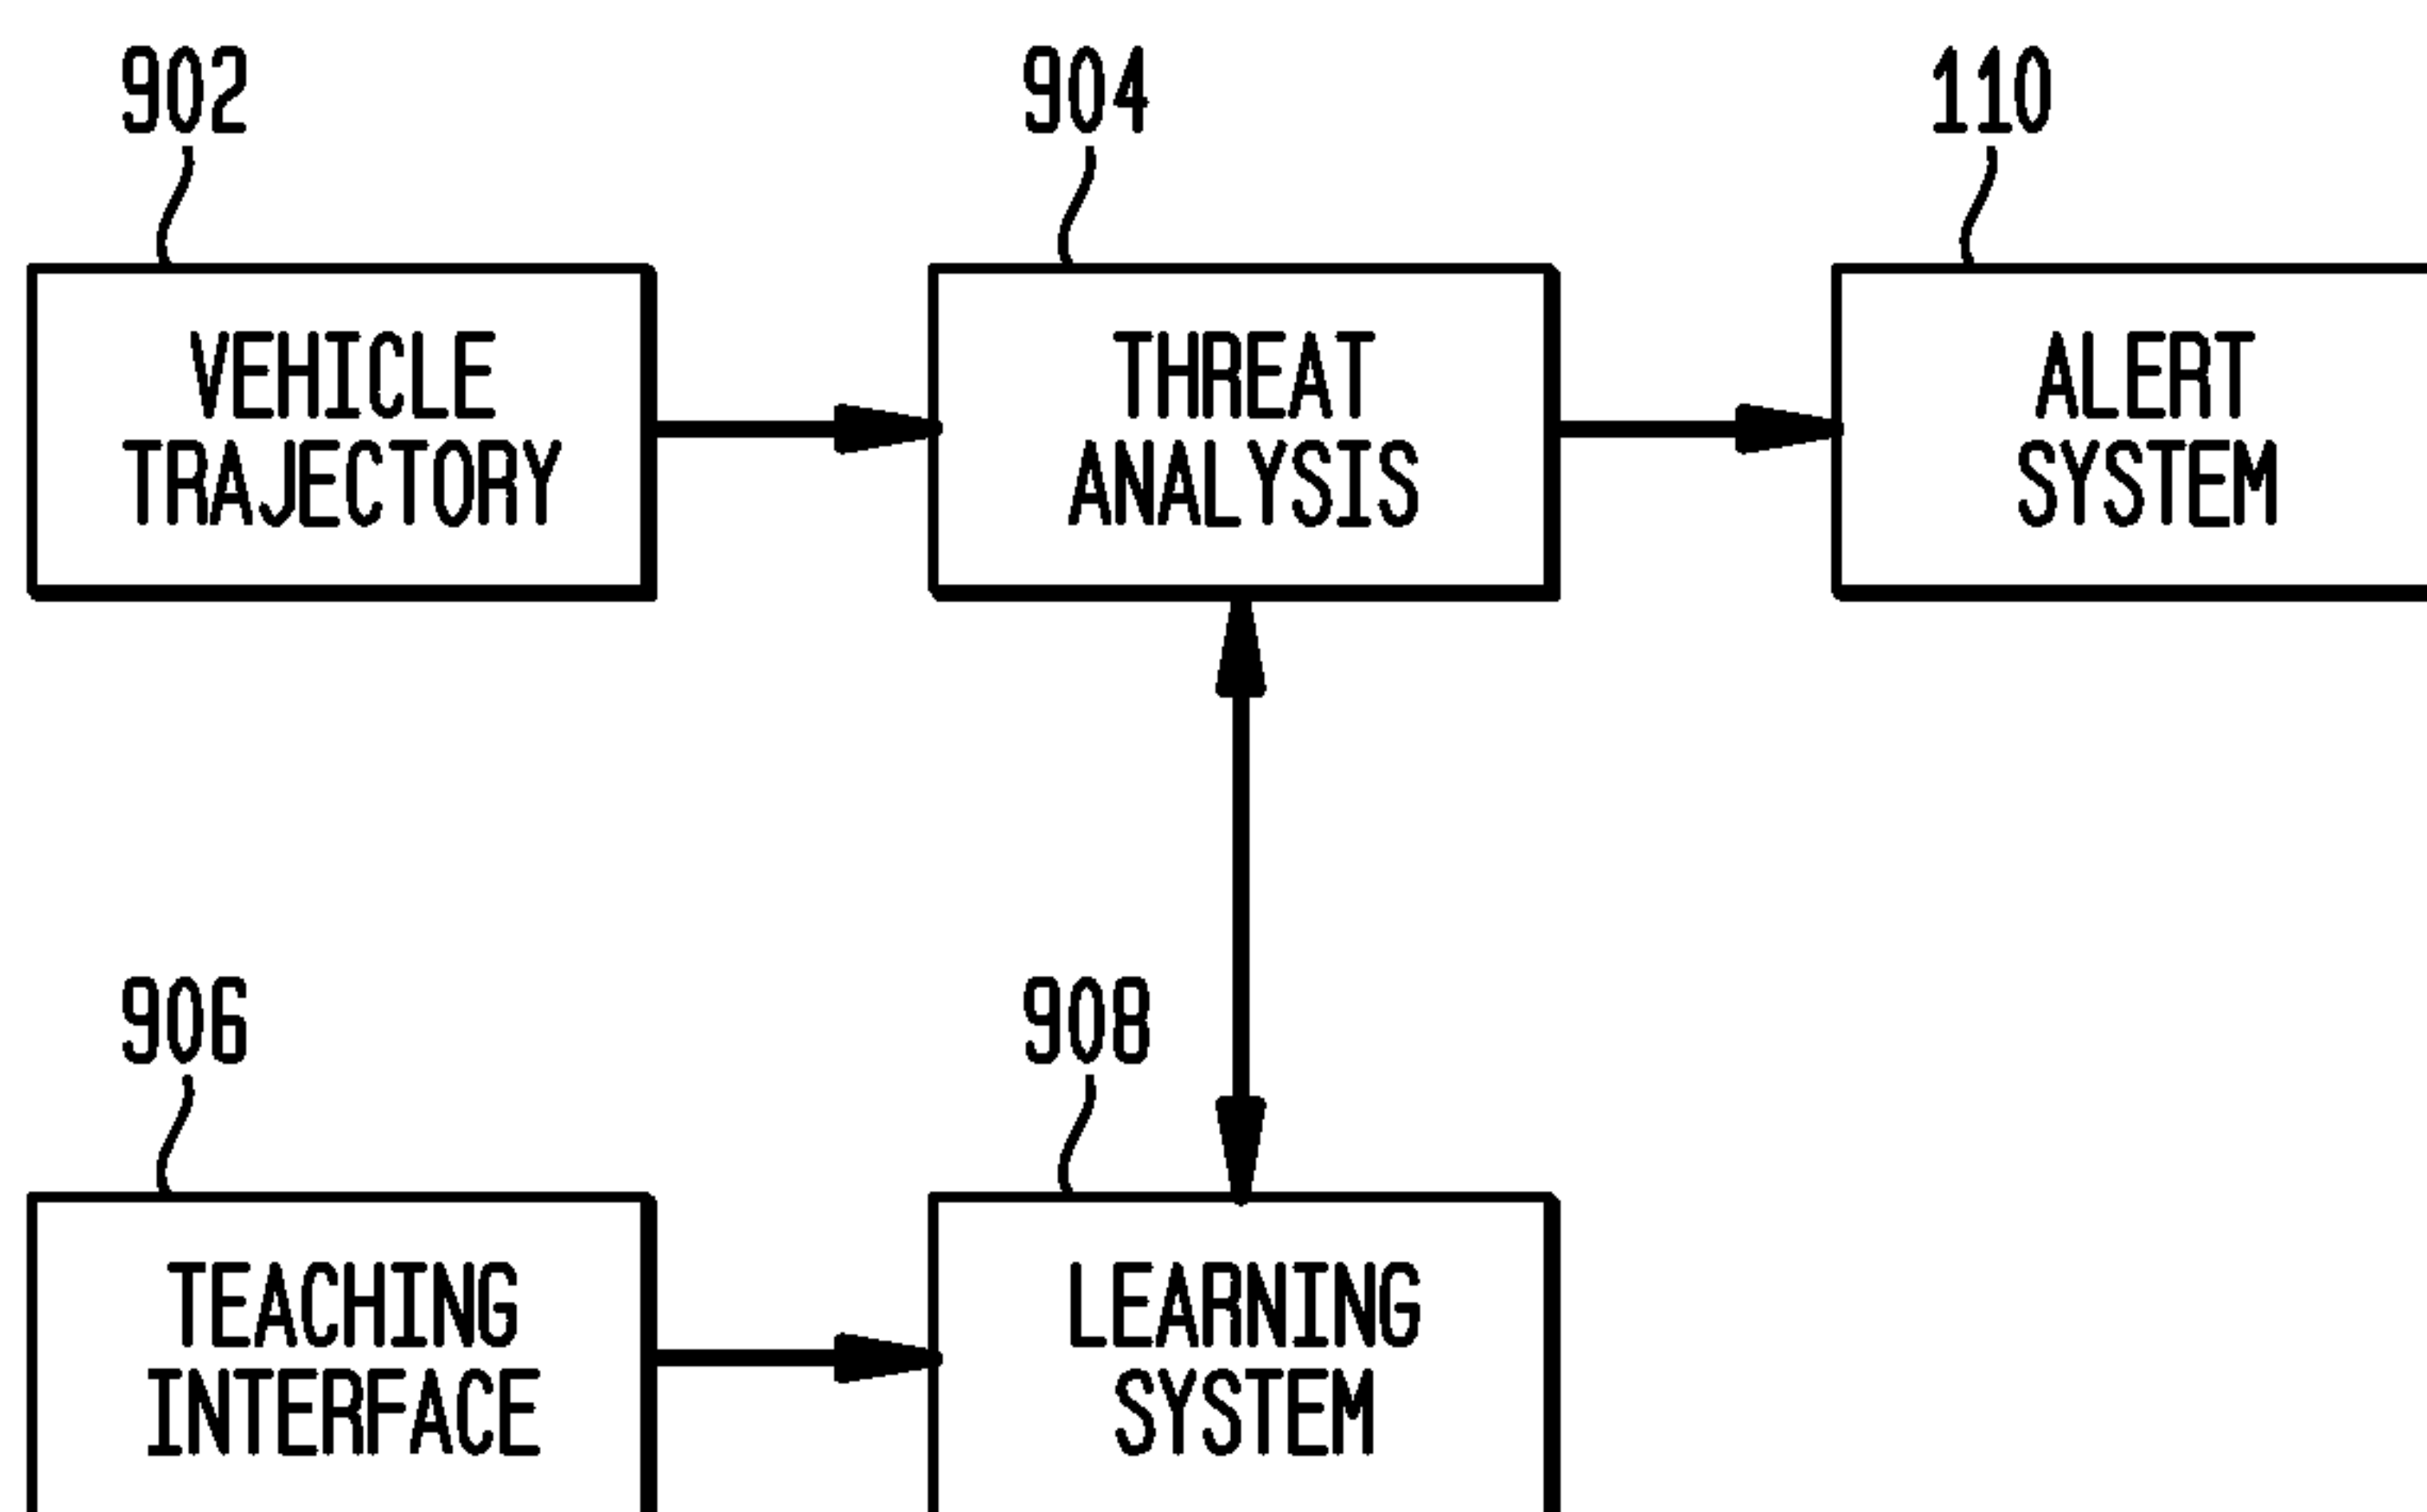 902
904
110
VEHICLE
TRAJECTORY
THREAT
ANALYSIS
ALERT
SYSTEM
906
908
TEACHING
INTERFACE
LEARNING
SYSTEM